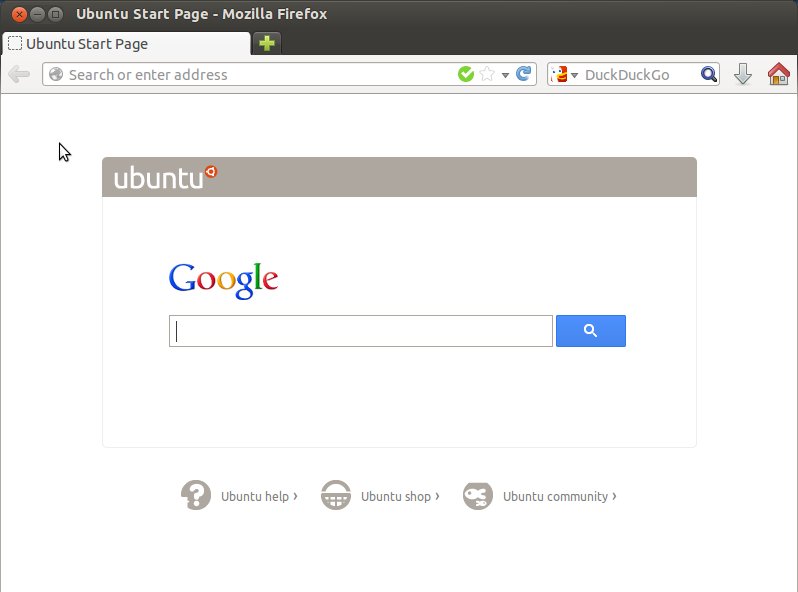 Ubuntu Start Page - Mozilla Firefox
Ubuntu Start Page
Search or enter address
DuckDuckGo
ubuntu
Google
Ubuntu help ›
Ubuntu shop ›
Ubuntu community ›